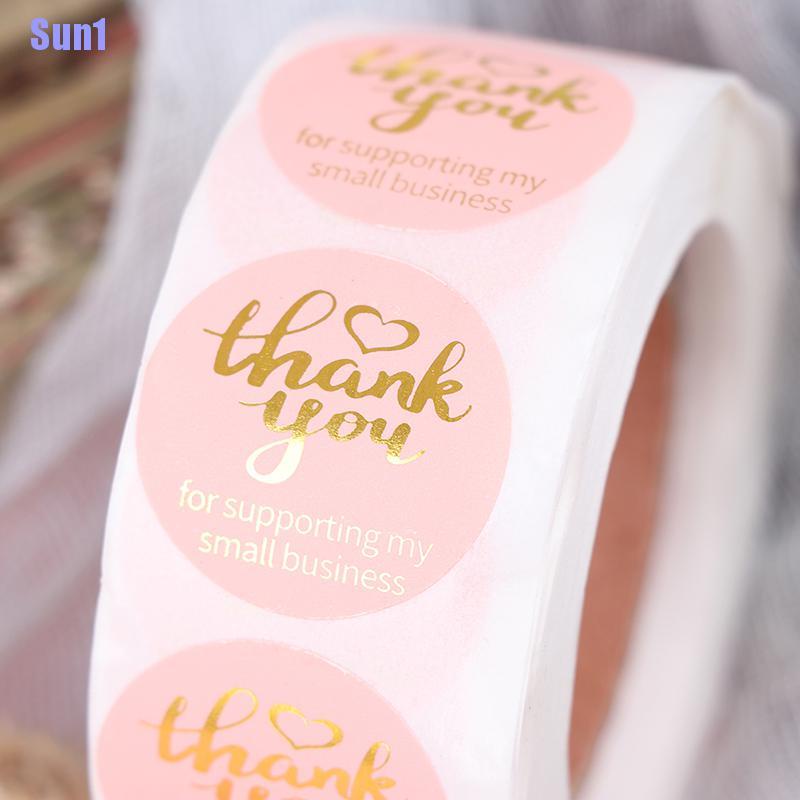 Sun1
thank
you
for supporting my
small business
thank
you
for supporting my
small business
thank